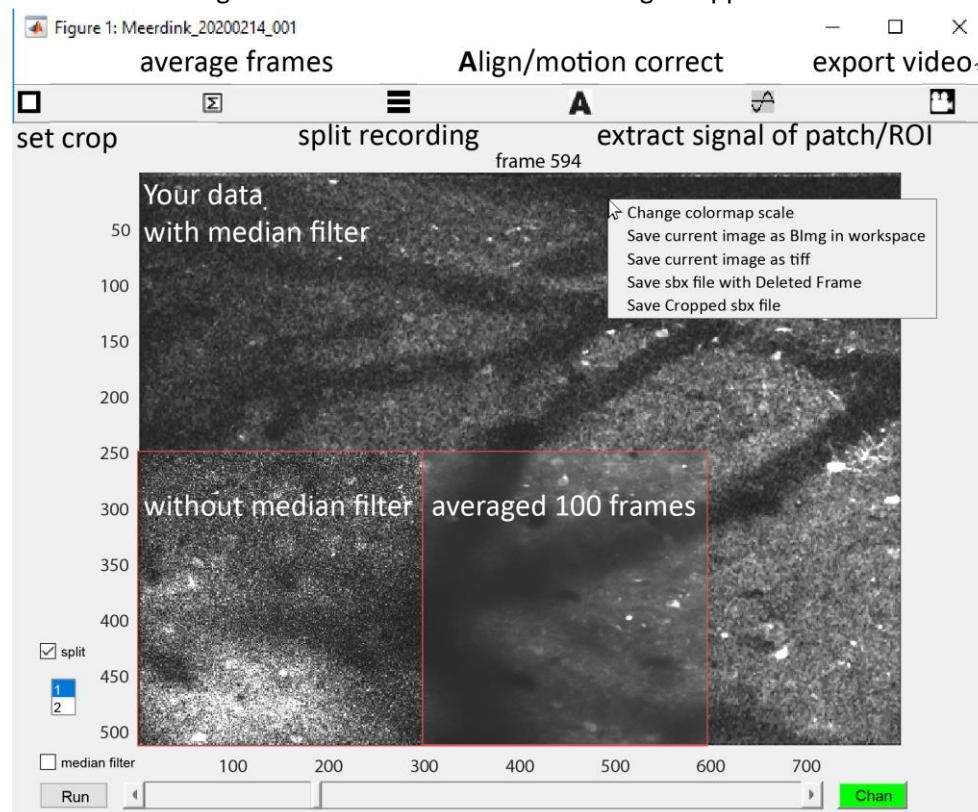 Figure 1: Meerdink_20200214_001
average frames
Align/motion correct
export video
Σ
A
set crop
split recording
extract signal of patch/ROI
frame 594
Your data
with median filter
Change colormap scale
Save current image as BImg in workspace
Save current image as tiff
Save sbx file with Deleted Frame
Save Cropped sbx file
50
100
150
200
250
300
350
400
450
500
without median filter
averaged 100 frames
split
1
2
median filter
100
200
300
400
500
600
700
Run
Chan